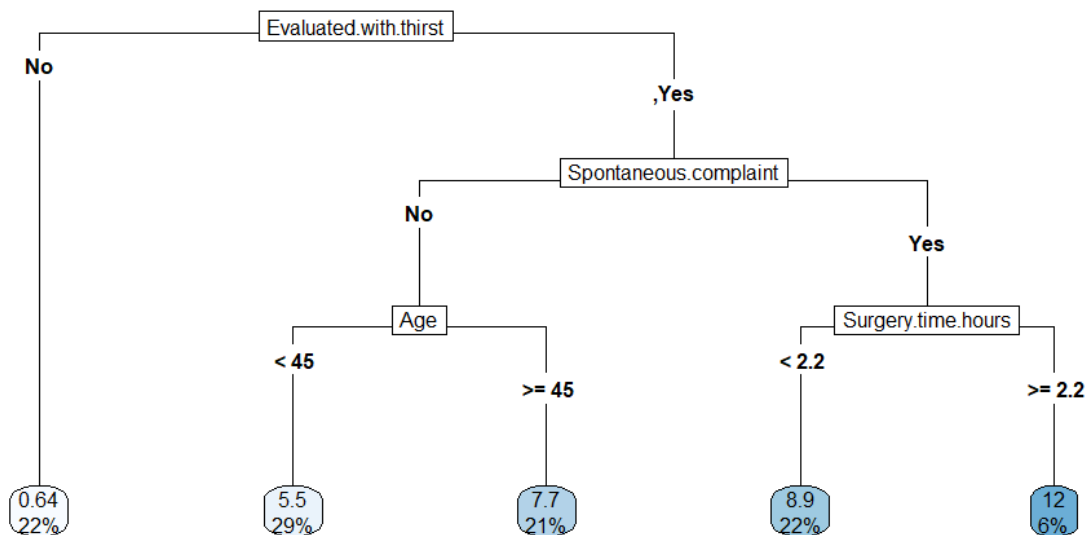 Evaluated.with.thirst
No
,Yes
Spontaneous.complaint
No
Yes
Age
Surgery.time.hours
< 45
< 2.2
>= 45
>= 2.2
0.64
22%
5.5
29%
7.7
21%
8.9
22%
12
6%